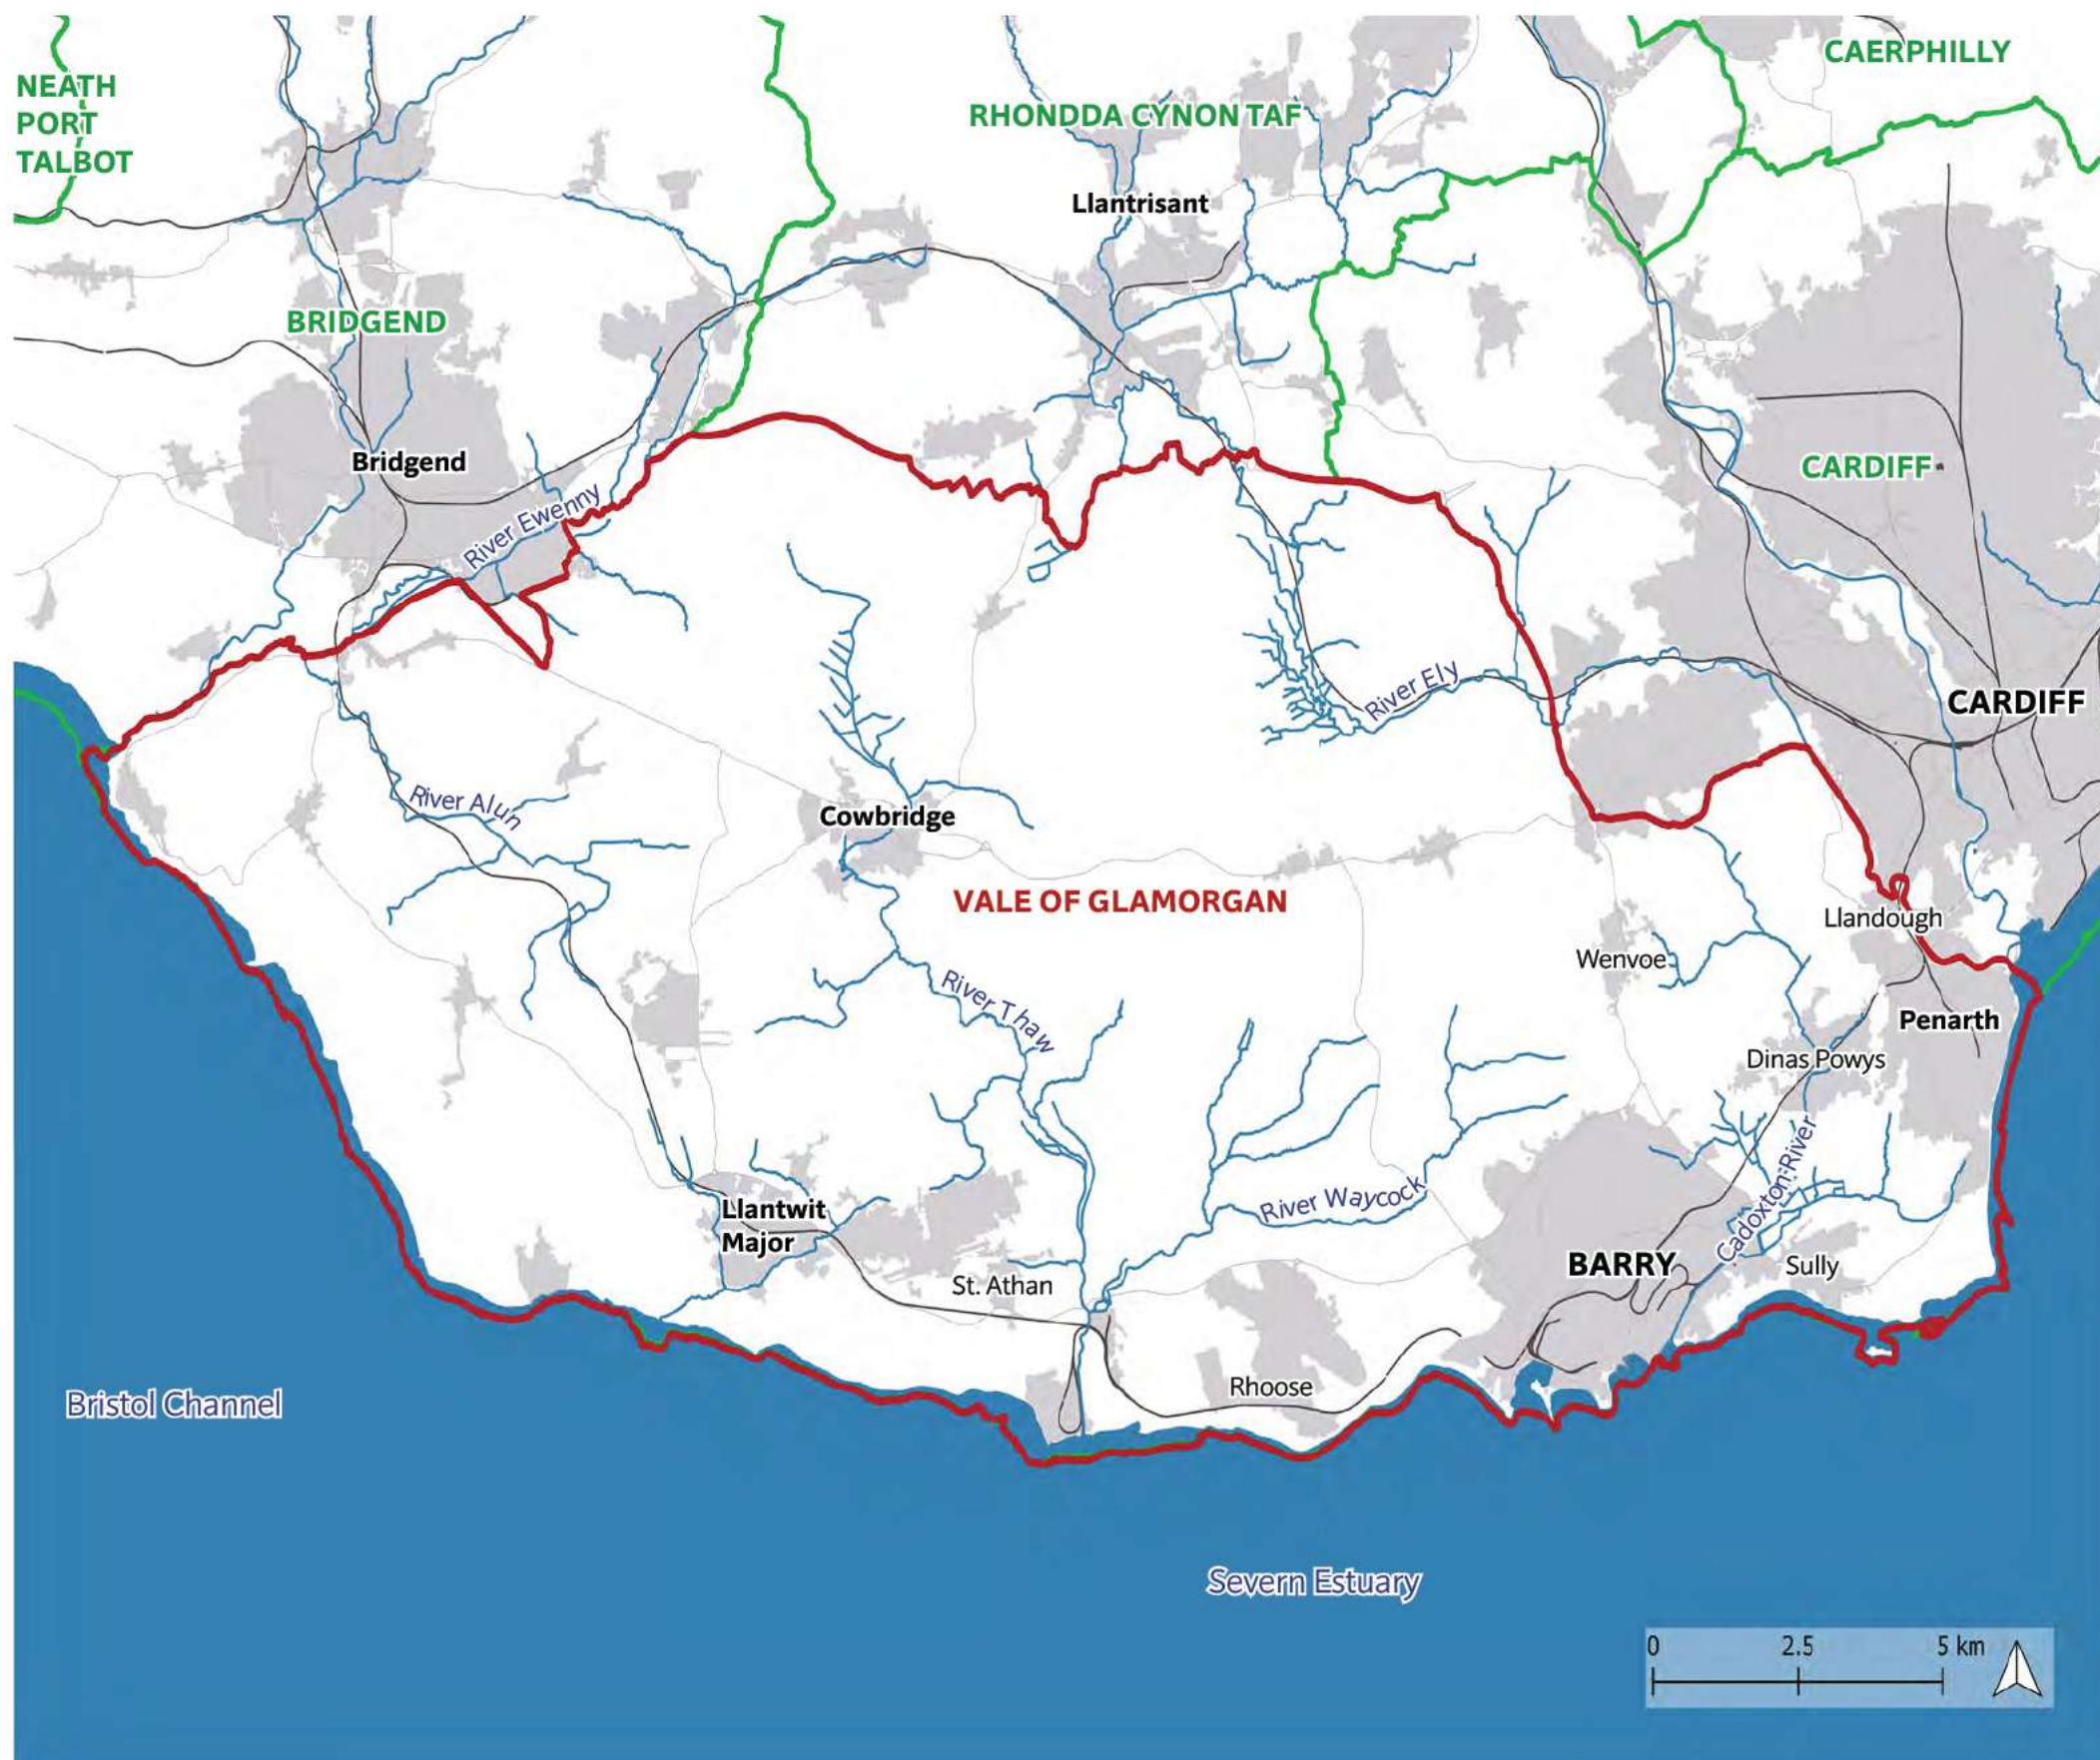 CAERPHILLY
NEATH
PORT
TALBOT
RHONDDA CYNON TAF
Llantrisant
BRIDGEND
Bridgend
CARDIFF
River Ewenny
River Ely
CARDIFF
River Alun
Cowbridge
VALE OF GLAMORGAN
Llandough
Wenvoe
River Thaw
Penarth
Dinas Powys
River Waycock
Cadoxton River
Llantwit
Major
BARRY
Sully
St. Athan
Rhoose
Bristol Channel
Severn Estuary
0 2.5 5 km